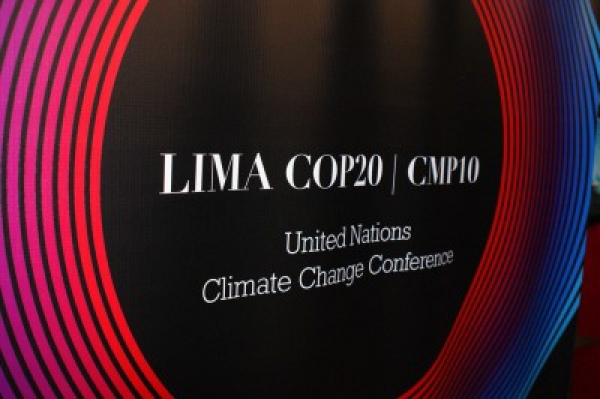 LIMA COP20 | CMP10
United Nations
Climate Change Conference